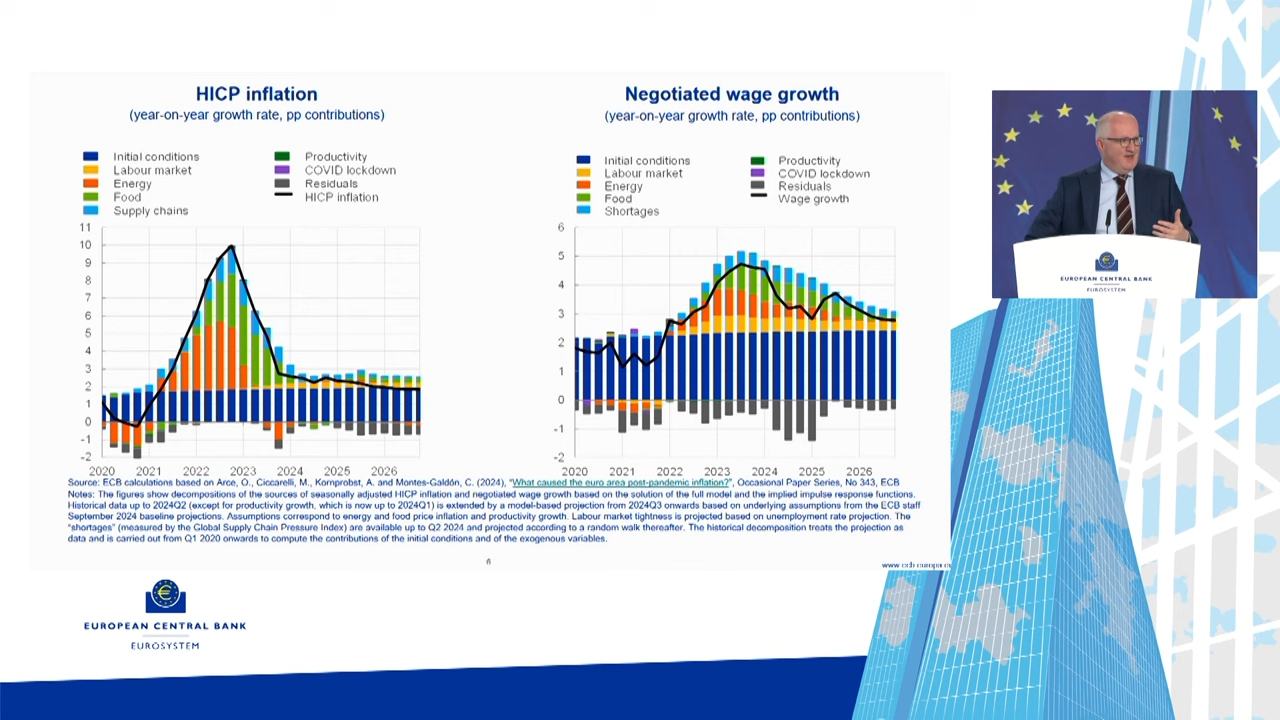 HICP inflation
(year-on-year growth rate, pp contributions)
Initial conditions
Labour market
Energy
Food
Supply chains
Productivity
COVID lockdown
Residuals
HICP inflation
11
10
9
8
7
6
5
4
3
2
1
0
-1
-2
2020 2021 2022 2023 2024 2025 2026
Negotiated wage growth
(year-on-year growth rate, pp contributions)
Initial conditions
Labour market
Energy
Food
Shortages
Productivity
COVID lockdown
Residuals
Wage growth
6
5
4
3
2
1
0
-1
-2
2020 2021 2022 2023 2024 2025 2026
Source: ECB calculations based on Arce, O., Ciccarelli, M., Kornprobst, A. and Montes-Galdón, C. (2024), “What caused the euro area post-pandemic inflation?”, Occasional Paper Series, No 343, ECB
Notes: The figures show decompositions of the sources of seasonally adjusted HICP inflation and negotiated wage growth based on the solution of the full model and the implied impulse response functions.
Historical data up to 2024Q2 (except for productivity growth, which is now up to 2024Q1) is extended by a model-based projection from 2024Q3 onwards based on underlying assumptions from the ECB staff
September 2024 baseline projections. Assumptions correspond to energy and food price inflation and productivity growth. Labour market tightness is projected based on unemployment rate projection. The
“shortages” (measured by the Global Supply Chain Pressure Index) are available up to Q2 2024 and projected according to a random walk thereafter. The historical decomposition treats the projection as
data and is carried out from Q1 2020 onwards to compute the contributions of the initial conditions and of the exogenous variables.
6
www.ecb.europa.e
EUROPEAN CENTRAL BANK
EUROSYSTEM
EUROPEAN CENTRAL BANK
EUROSYSTEM